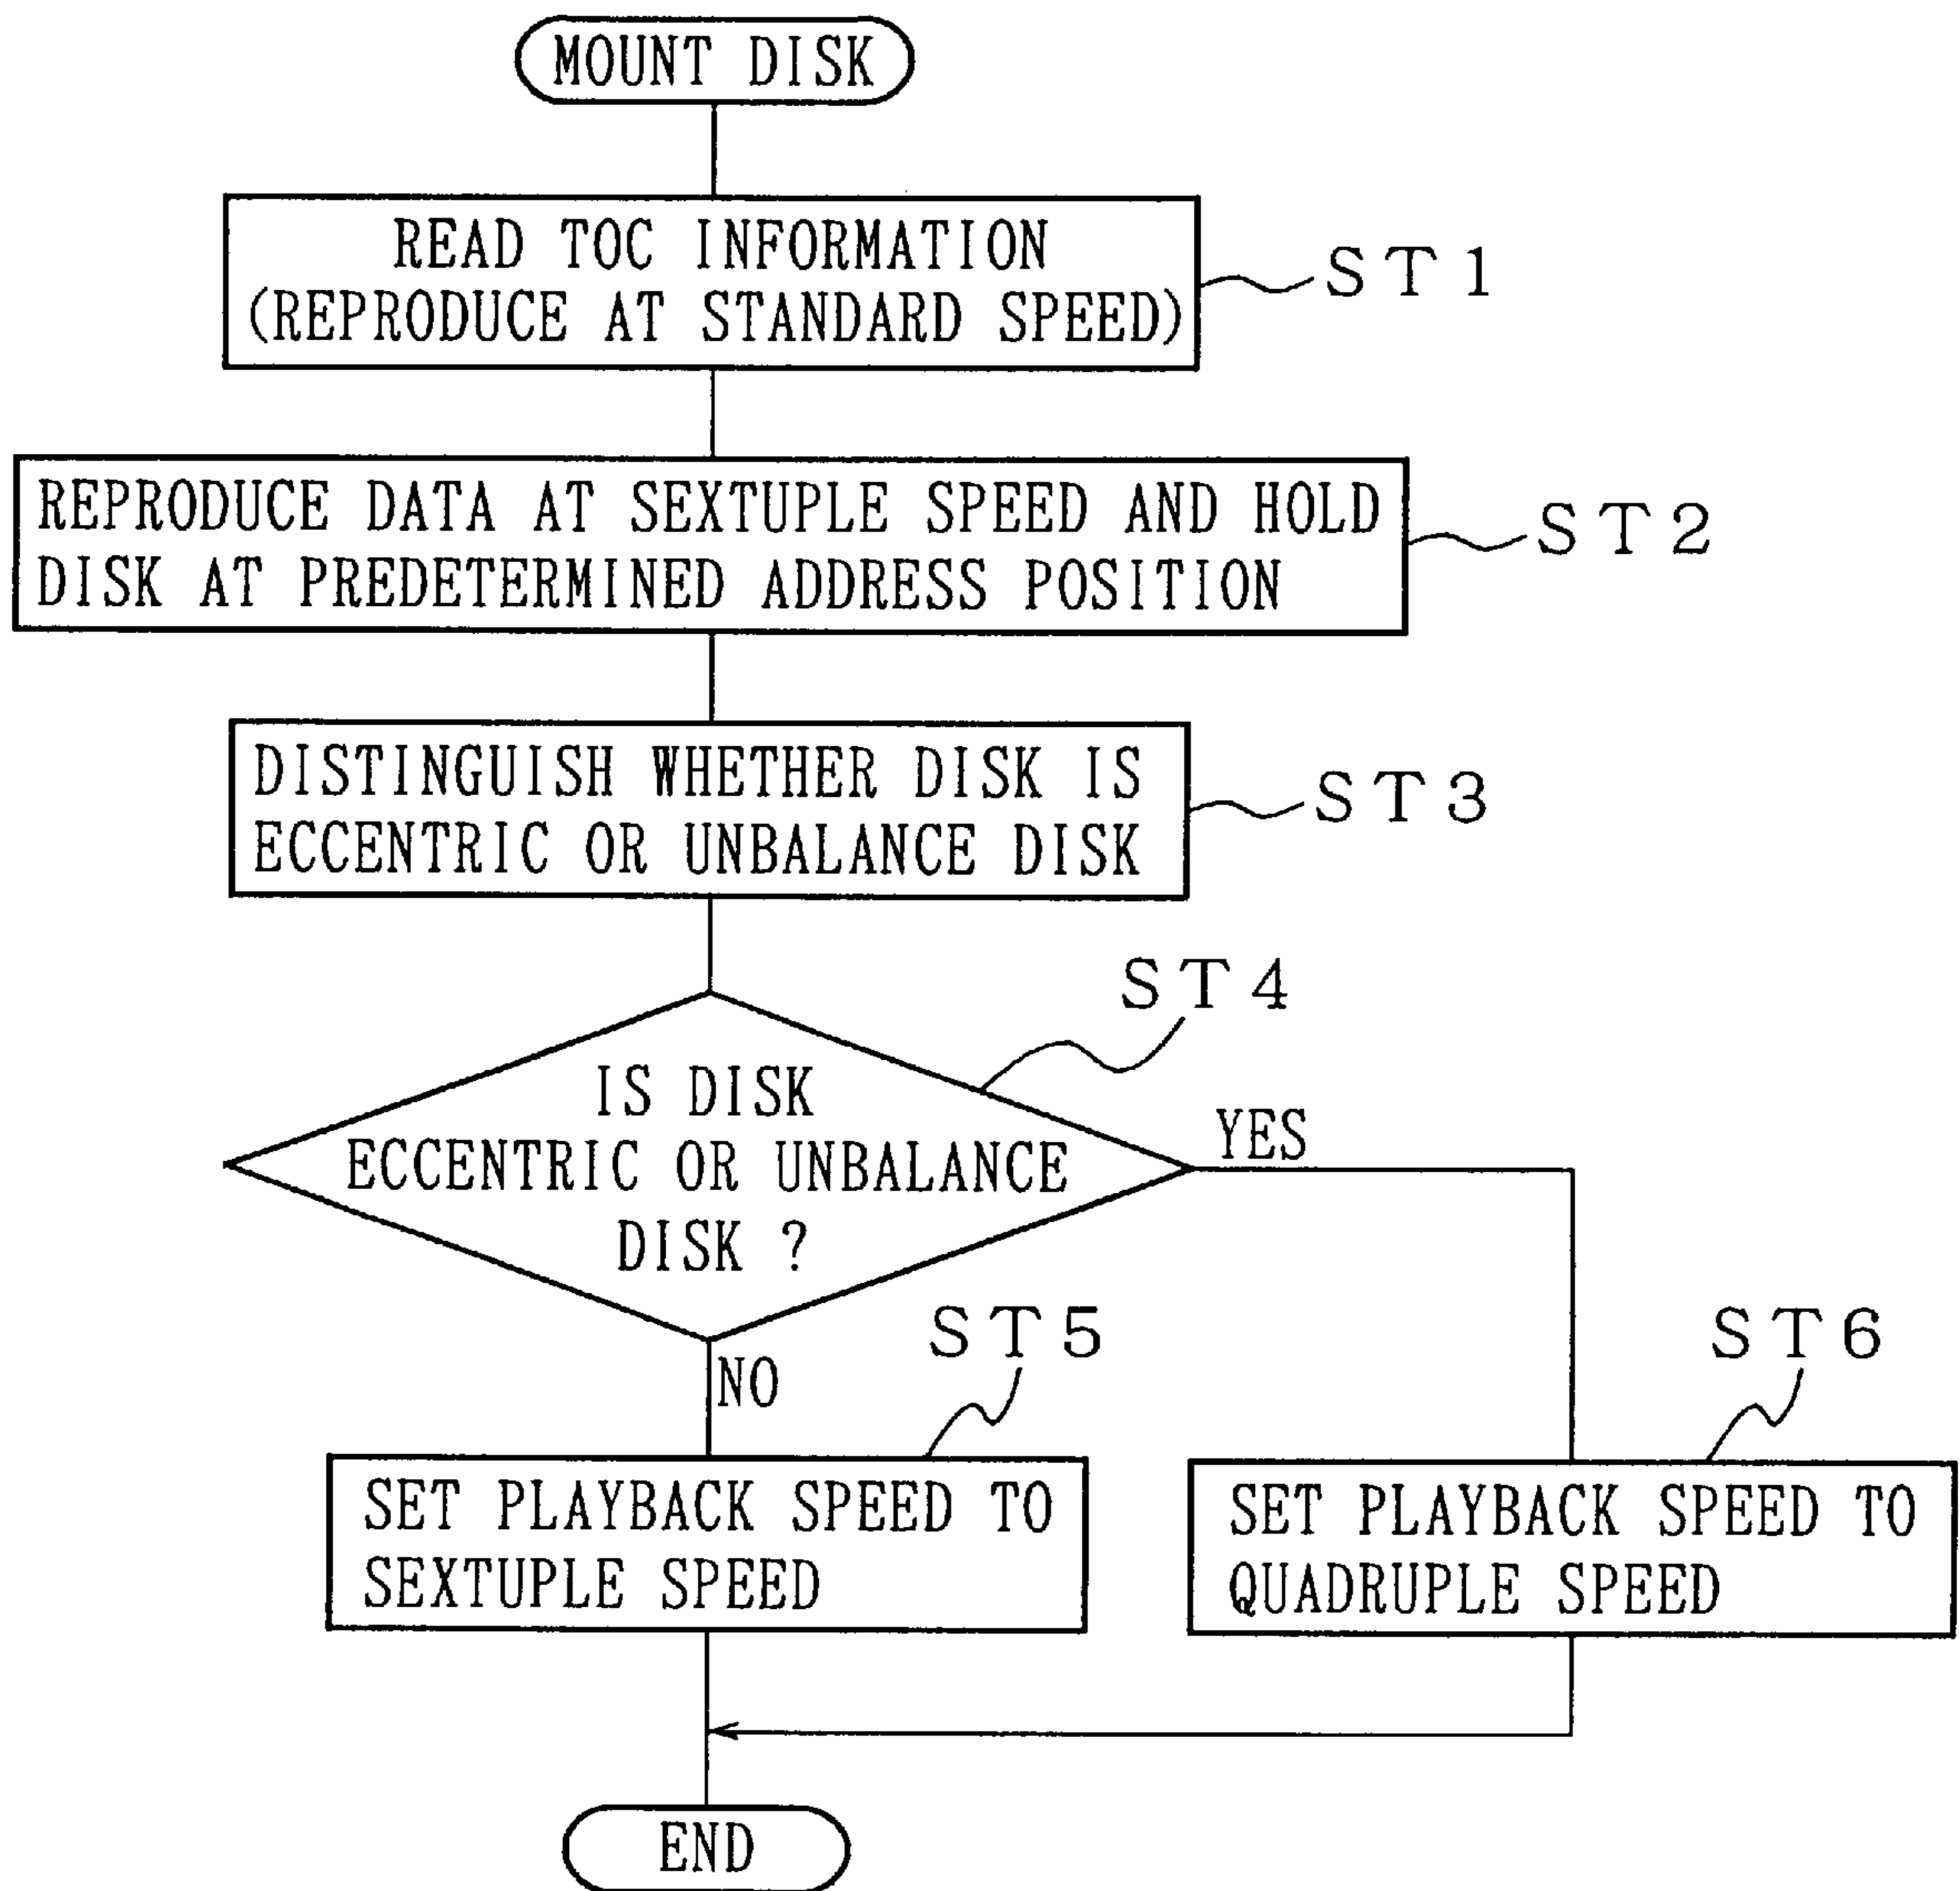 MOUNT DISK
READ TOC INFORMATION
(REPRODUCE AT STANDARD SPEED)
ST1
REPRODUCE DATA AT SEXTUPLE SPEED AND HOLD
DISK AT PREDETERMINED ADDRESS POSITION
ST2
DISTINGUISH WHETHER DISK IS
ECCENTRIC OR UNBALANCE DISK
ST3
ST4
IS DISK
ECCENTRIC OR UNBALANCE
DISK ?
YES
NO
ST5
SET PLAYBACK SPEED TO
SEXTUPLE SPEED
ST6
SET PLAYBACK SPEED TO
QUADRUPLE SPEED
END